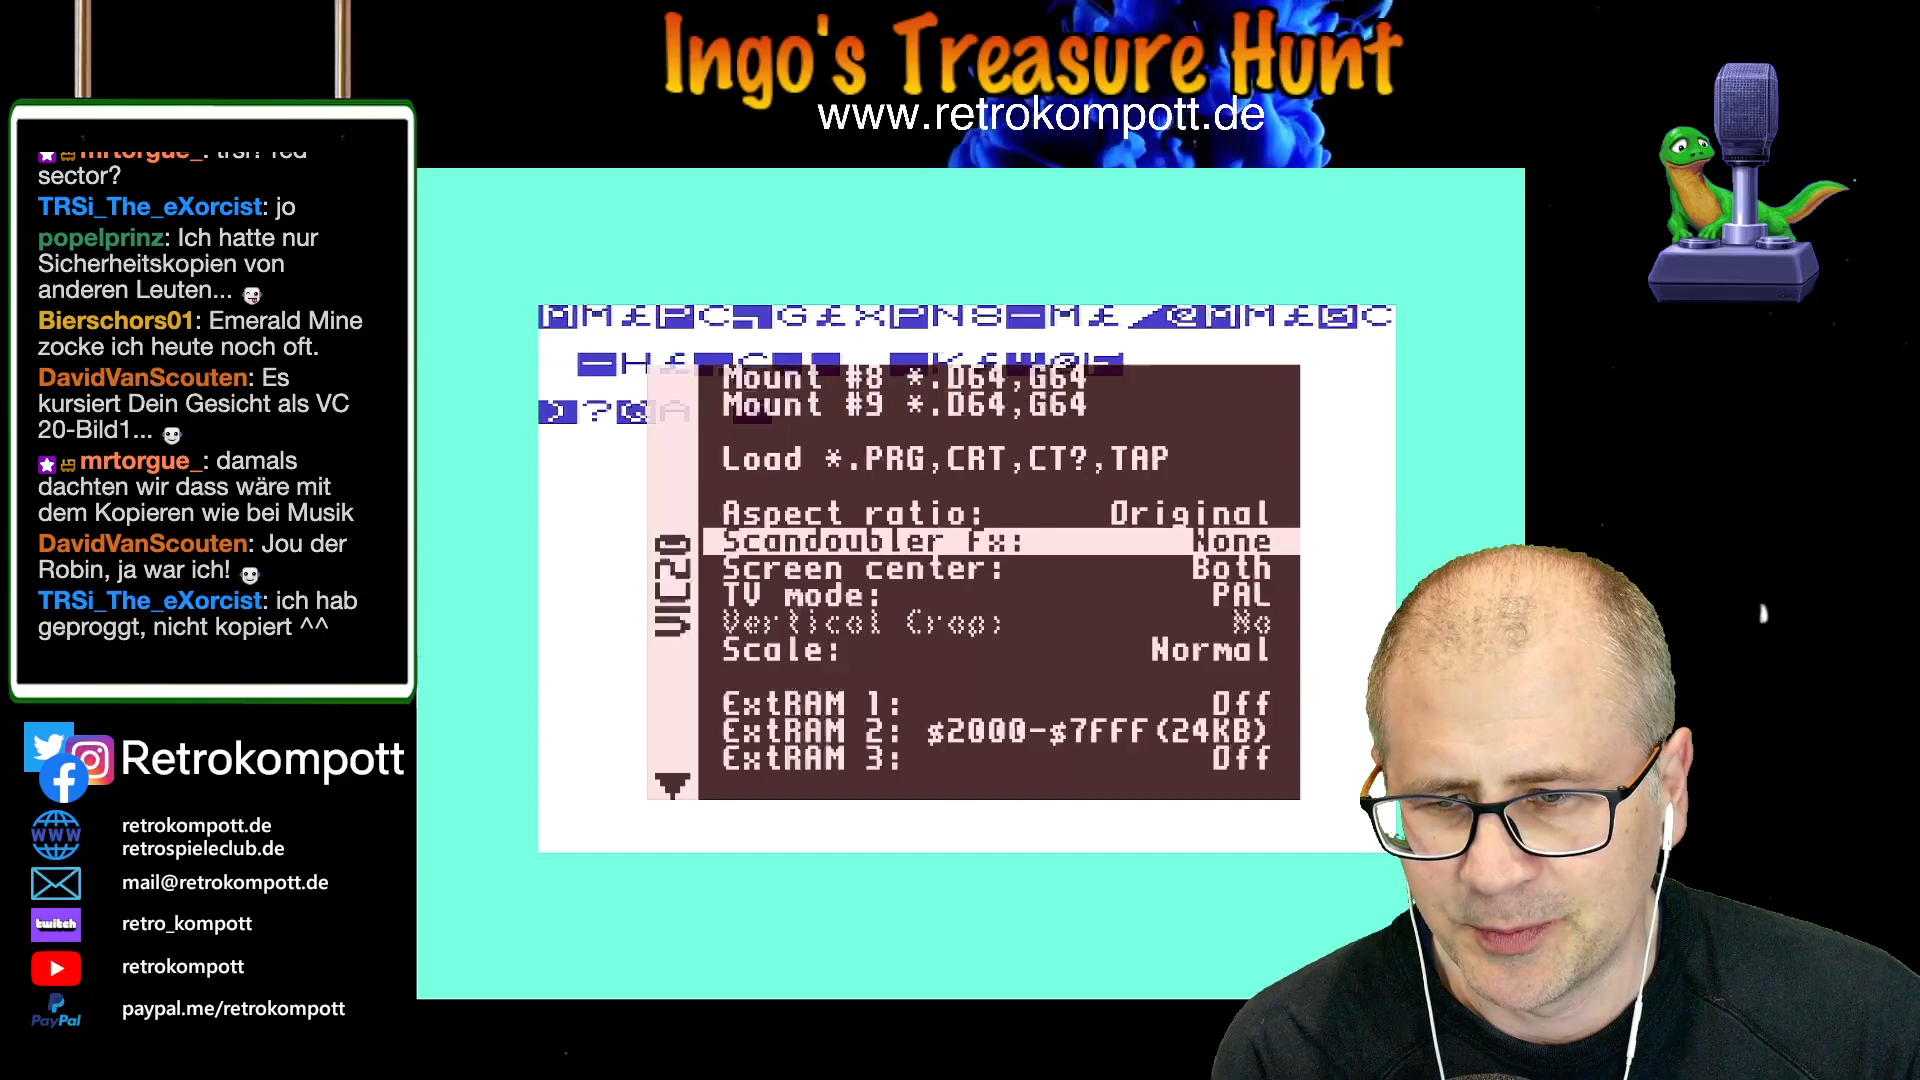 Ingo's Treasure Hunt
www.retrokompott.de
mrtorgue_: trsi? red
sector?
TRSi_The_eXorcist: jo
popelprinz: Ich hatte nur
Sicherheitskopien von
anderen Leuten...
Bierschors01: Emerald Mine
zocke ich heute noch oft.
DavidVanScouten: Es
kursiert Dein Gesicht als VC
20-Bild1...
mrtorgue_: damals
dachten wir dass wäre mit
dem Kopieren wie bei Musik
DavidVanScouten: Jou der
Robin, ja war ich!
TRSi_The_eXorcist: ich hab
geproggt, nicht kopiert ^^
Mount #8 *.D64,G64
Mount #9 *.D64,G64
Load *.PRG,CRT,CT?,TAP
Aspect ratio: Original
Scandoubler Fx: None
Screen center: Both
TV mode: PAL
Vertical Crop: No
Scale: Normal
ExtRAM 1: Off
ExtRAM 2: $2000-$7FFF(24KB)
ExtRAM 3: Off
VIC20
Retrokompott
www
retrokompott.de
retrospieleclub.de
mail@retrokompott.de
twitch
retro_kompott
retrokompott
PayPal
paypal.me/retrokompott